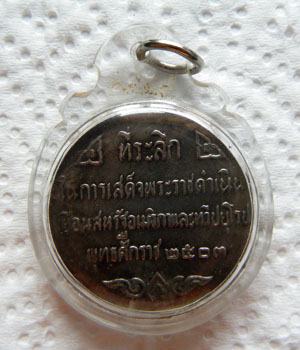 ที่ระลึก
ในการเสด็จพระราชดำเนิน
เยือนสหรัฐอเมริกาและทวีปยุโรป
พุทธศักราช ๒๕๐๓